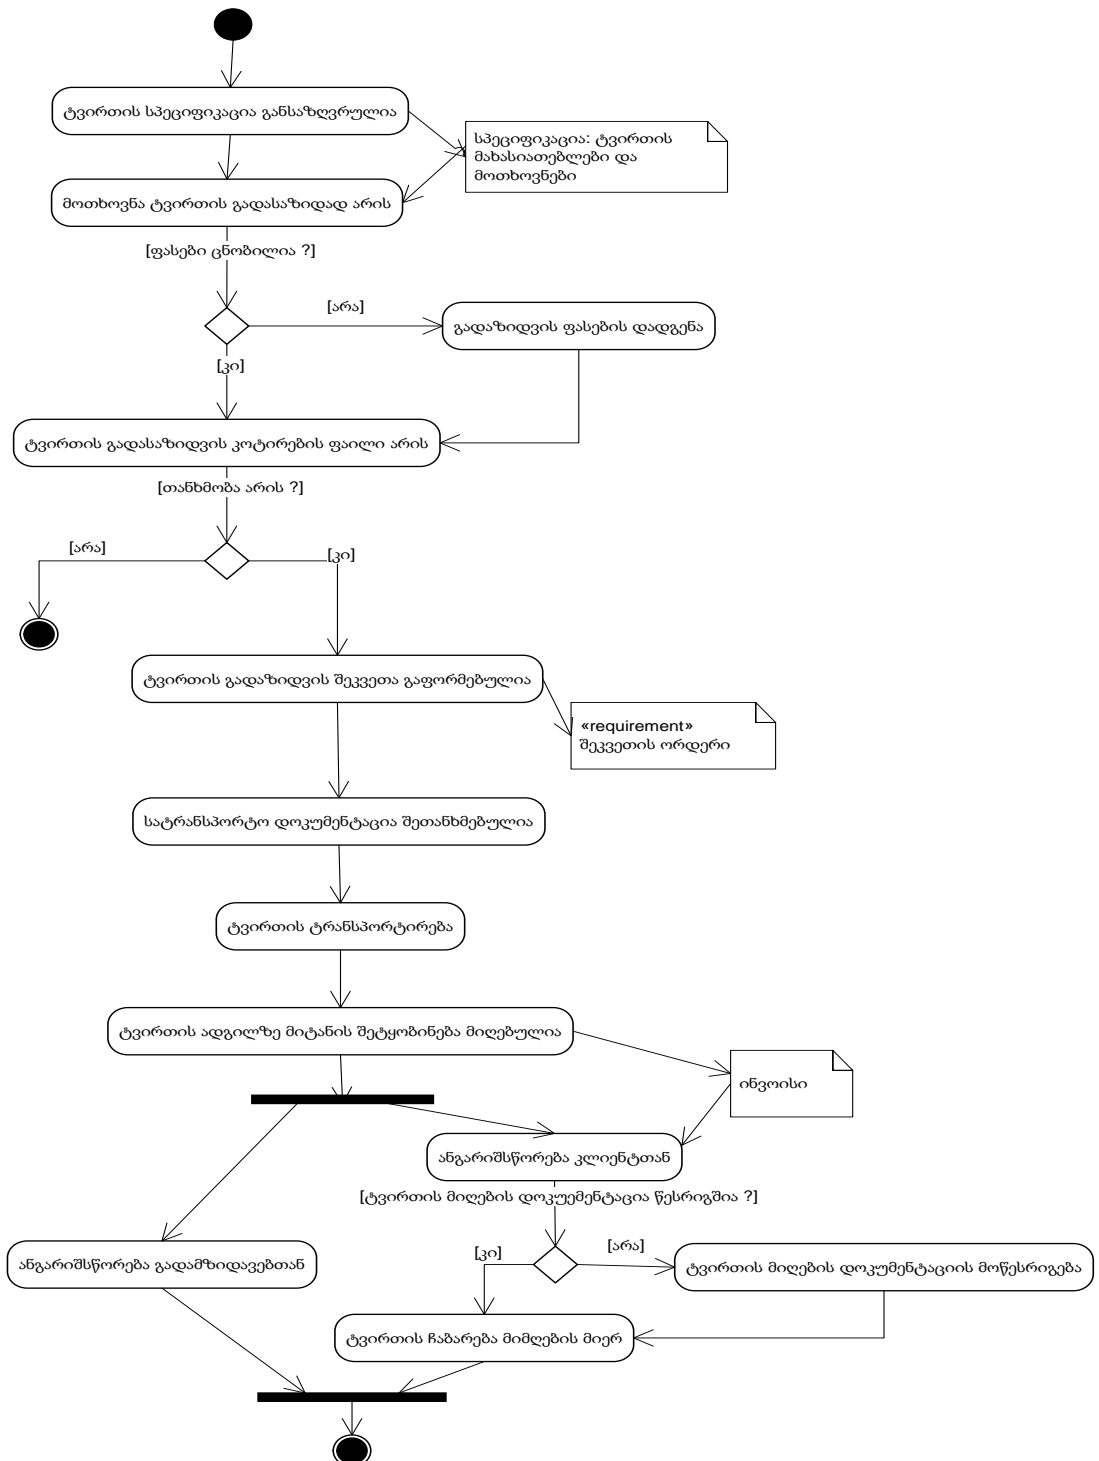 ტვირთის სპეციფიკაცია განსაზღვრულია
სპეციფიკაცია: ტვირთის
მახასიათებლები და
მოთხოვნები
მოთხოვნა ტვირთის გადასაზიდად არის
[ფასები ცნობილია ?]
[არა]
გადაზიდვის ფასების დადგენა
[კი]
ტვირთის გადასაზიდვის კოტირების ფაილი არის
[თანხმობა არის ?]
[არა]
[კი]
ტვირთის გადაზიდვის შეკვეთა გაფორმებულია
«requirement»
შეკვეთის ორდერი
სატრანსპორტო დოკუმენტაცია შეთანხმებულია
ტვირთის ტრანსპორტირება
ტვირთის ადგილზე მიტანის შეტყობინება მიღებულია
ინვოისი
ანგარიშსწორება კლიენტთან
[ტვირთის მიღების დოკუემენტაცია წესრიგშია ?]
[კი]
[არა]
ანგარიშსწორება გადამზიდავებთან
ტვირთის მიღების დოკუმენტაციის მოწესრიგება
ტვირთის ჩაბარება მიმღების მიერ